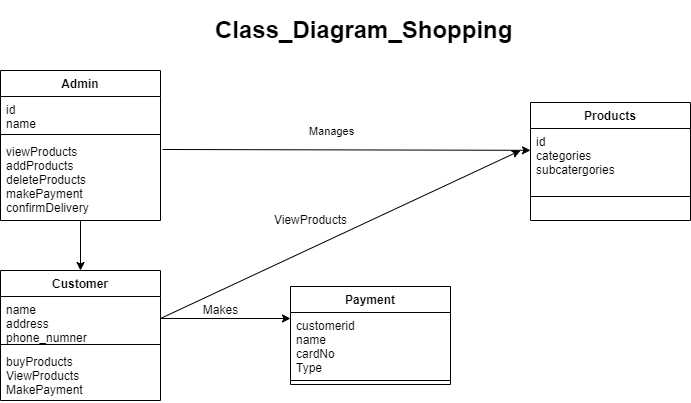 Class_Diagram_Shopping
Admin
id
name
viewProducts
addProducts
deleteProducts
makePayment
confirmDelivery
Manages
Products
id
categories
subcatergories
ViewProducts
Customer
name
address
phone_numner
buyProducts
ViewProducts
MakePayment
Makes
Payment
customerid
name
cardNo
Type